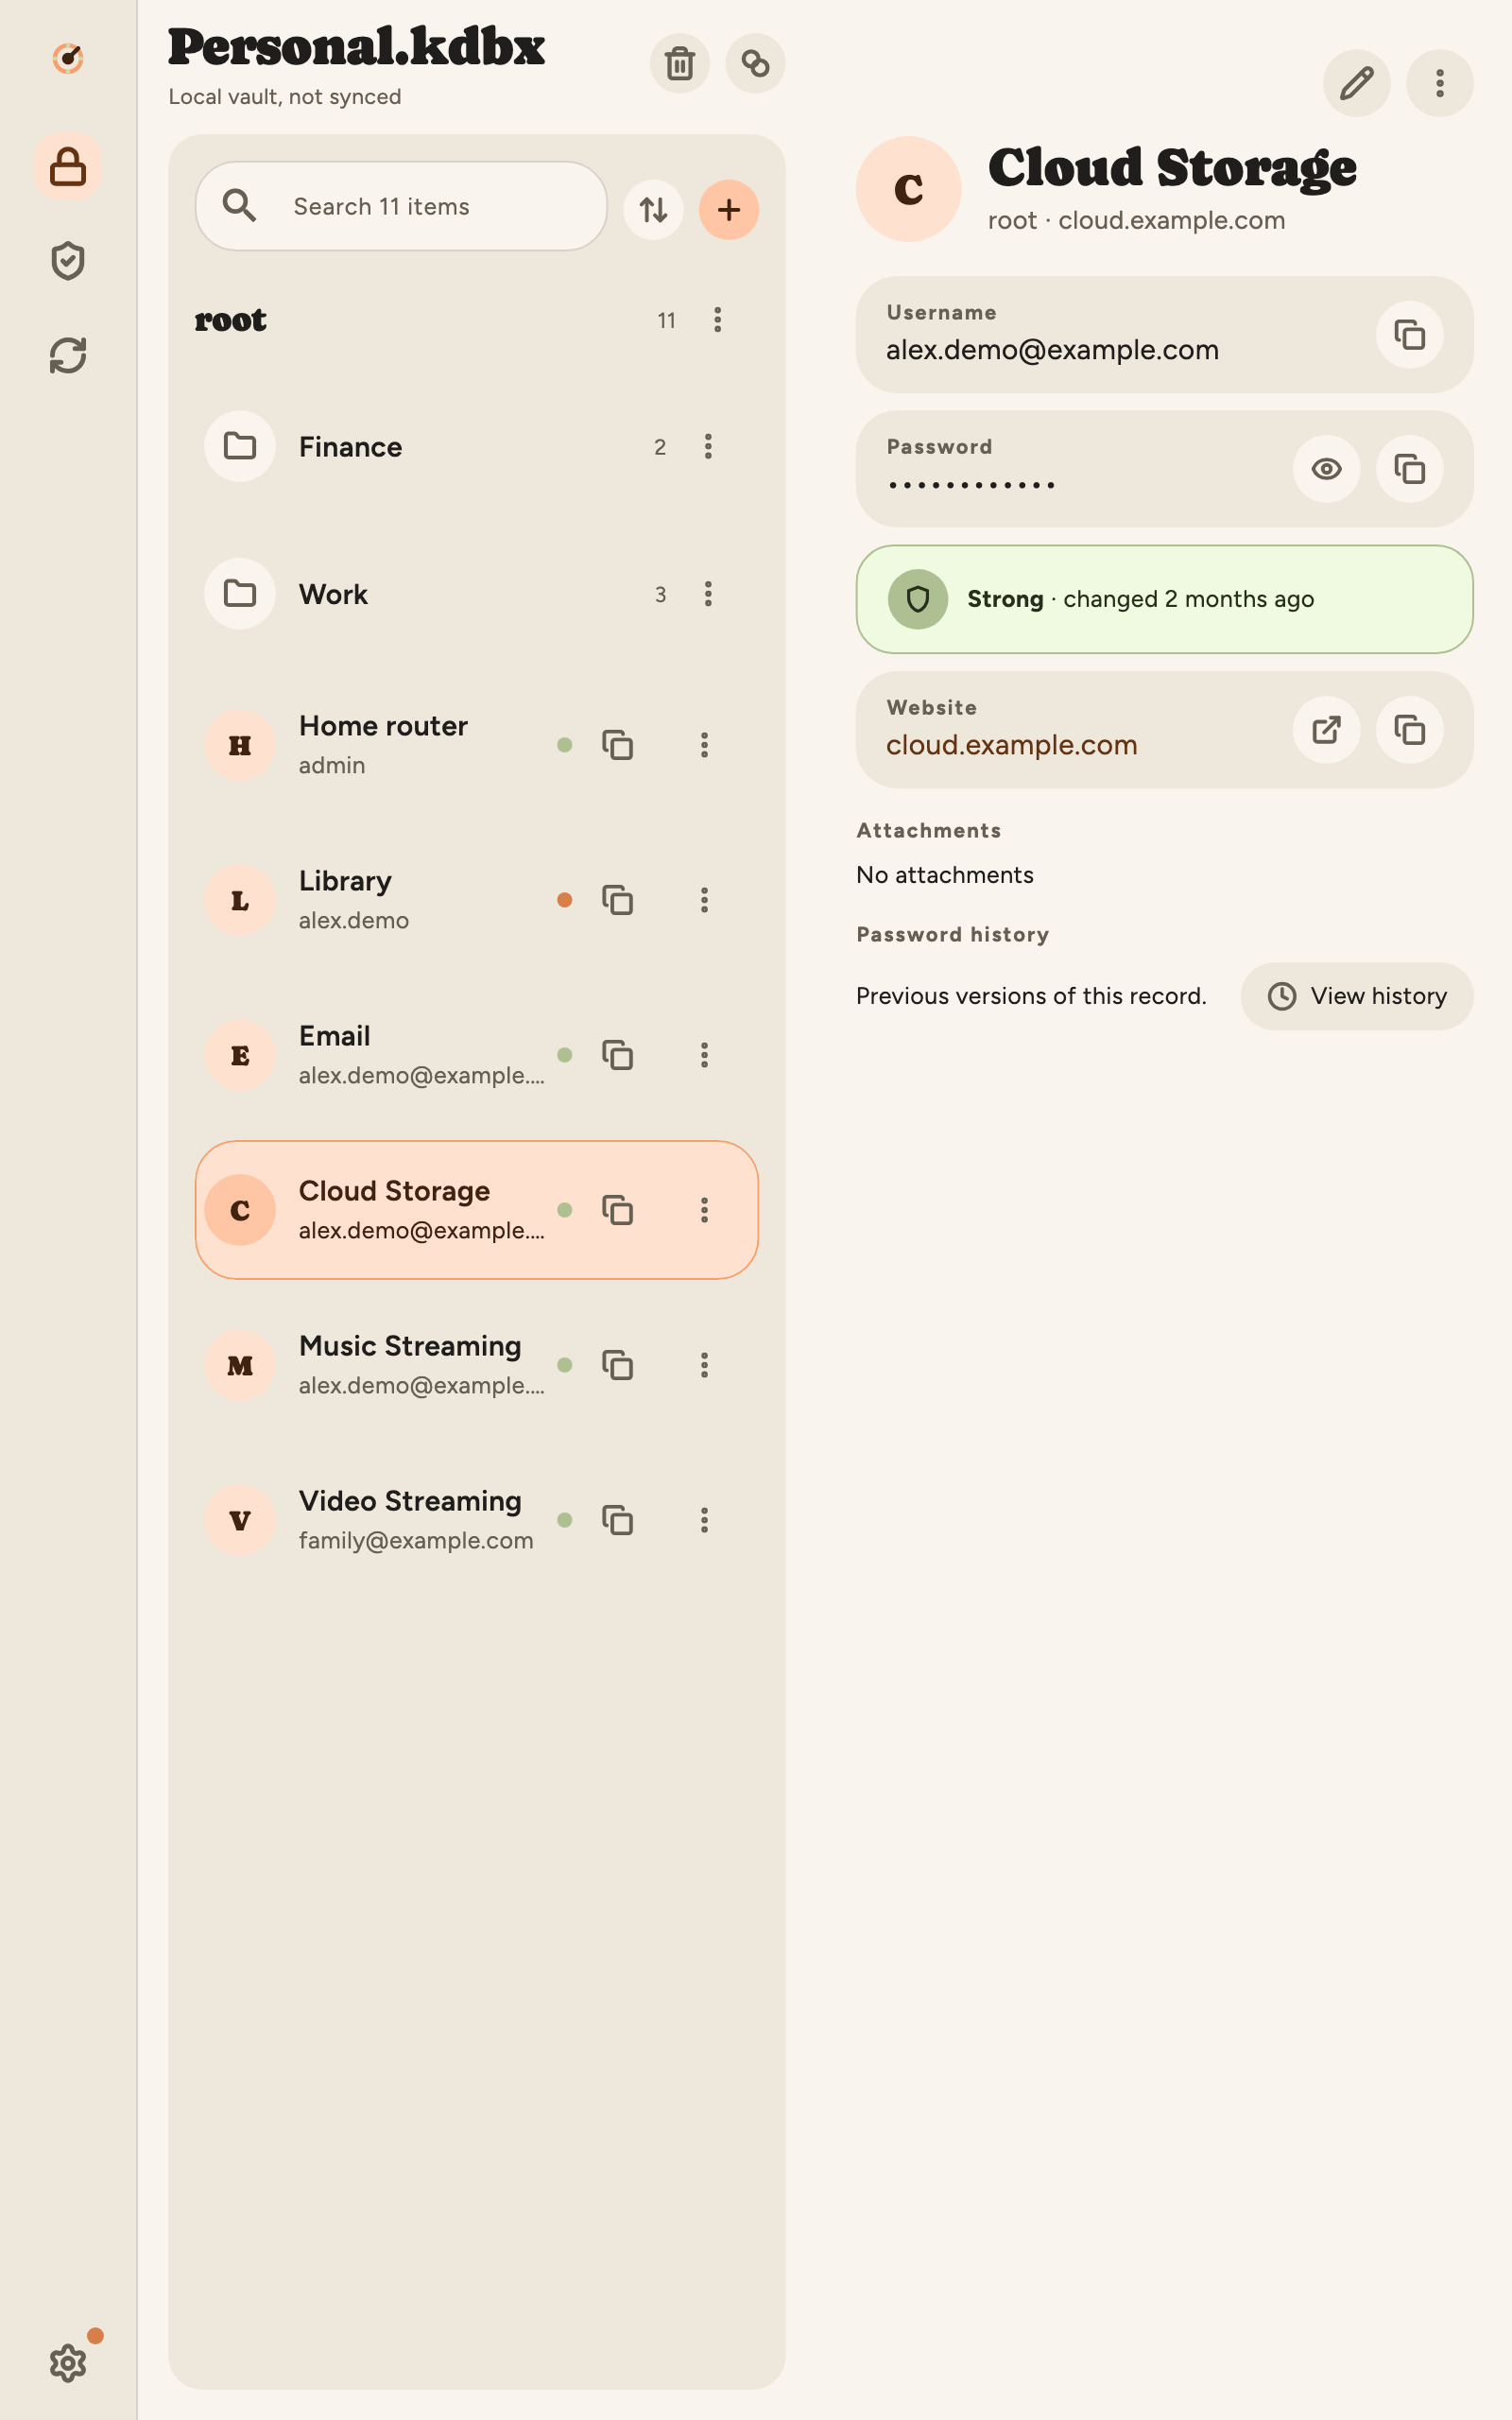 Personal.kdbx
Local vault, not synced
Search 11 items
root 11
Finance 2
Work 3
H Home router
admin
L Library
alex.demo
E Email
alex.demo@example....
C Cloud Storage
alex.demo@example....
M Music Streaming
alex.demo@example....
V Video Streaming
family@example.com
C Cloud Storage
root · cloud.example.com
Username
alex.demo@example.com
Password
••••••••••••
Strong · changed 2 months ago
Website
cloud.example.com
Attachments
No attachments
Password history
Previous versions of this record. View history